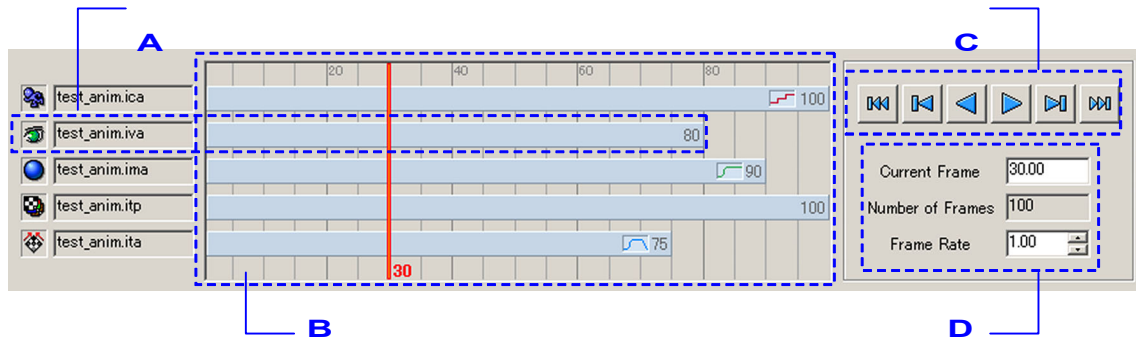 A
C
20 40 60 80
test_anim.ica 100
test_anim.iva 80
test_anim.ima 90
test_anim.itp 100
test_anim.ita 75
30
Current Frame 30.00
Number of Frames 100
Frame Rate 1.00
B
D